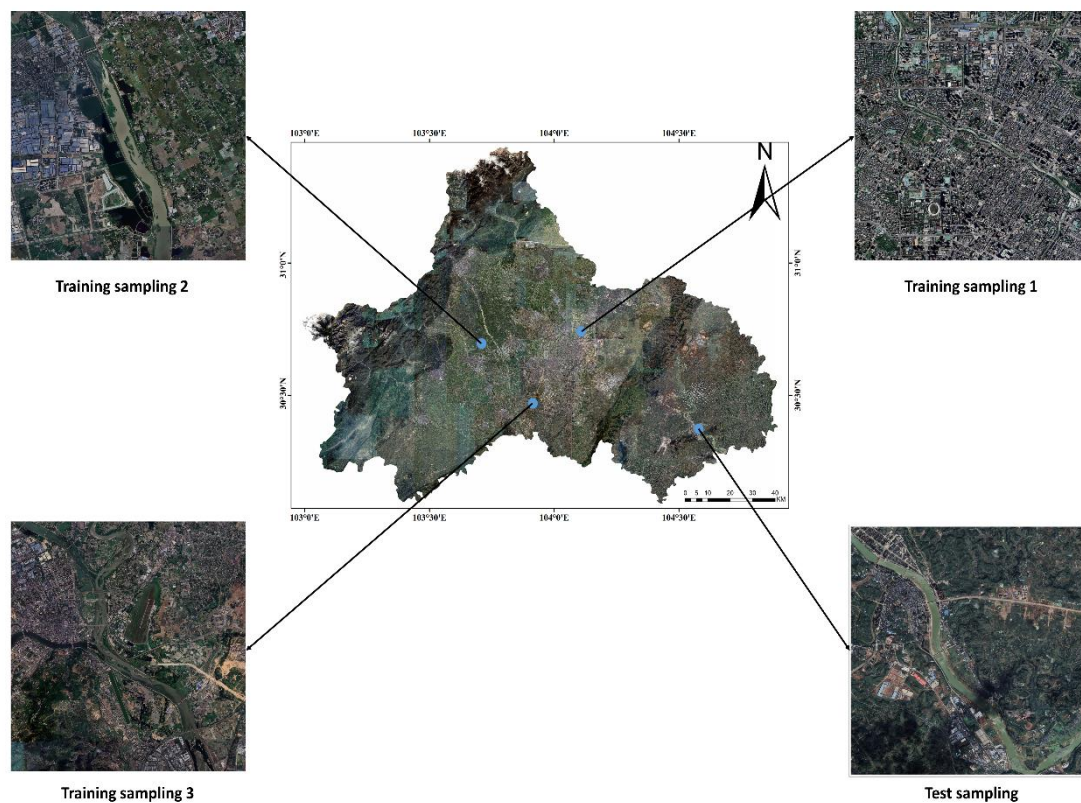 103°0'E 103°30'E 104°0'E 104°30'E
N
Training sampling 2
Training sampling 1
31°0'N
31°0'N
30°30'N
30°30'N
0 5 10 20 30 40
KM
103°0'E 103°30'E 104°0'E 104°30'E
Training sampling 3
Test sampling